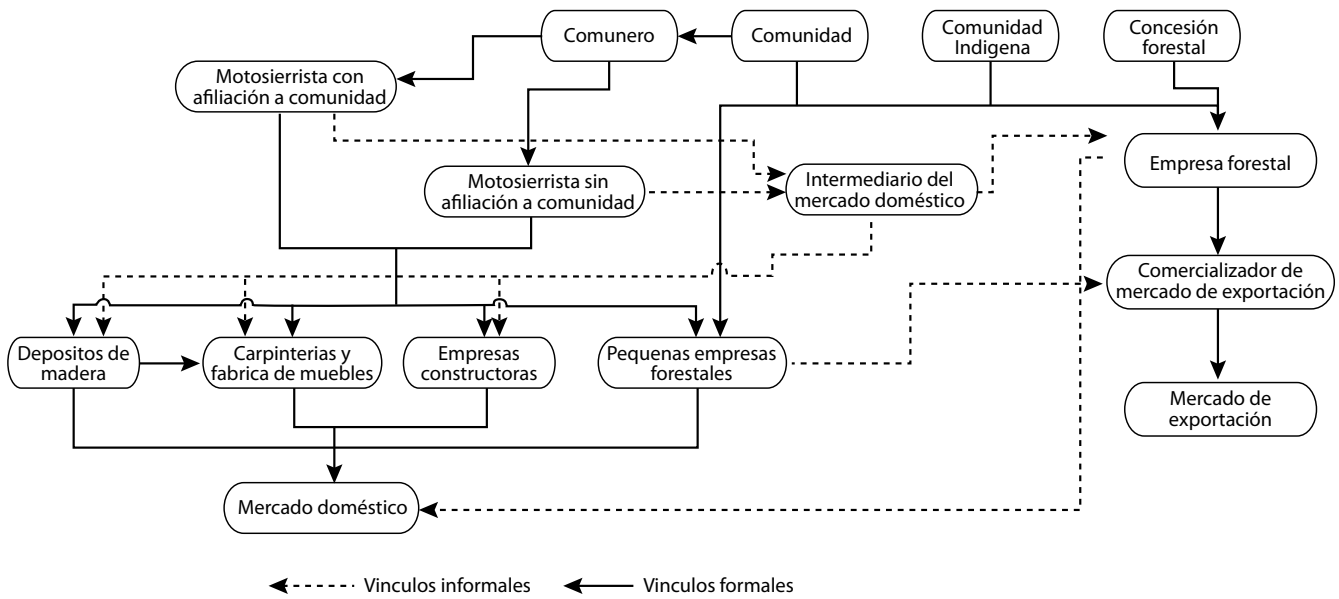 Comunero
Comunidad
Comunidad
Indigena
Concesión
forestal
Motosierrista con
afiliación a comunidad
Empresa forestal
Motosierrista sin
afiliación a comunidad
Intermediario del
mercado doméstico
Comercializador de
mercado de exportación
Depositos de
madera
Carpinterias y
fabrica de muebles
Empresas
constructoras
Pequenas empresas
forestales
Mercado de
exportación
Mercado doméstico
Vinculos informales
Vinculos formales